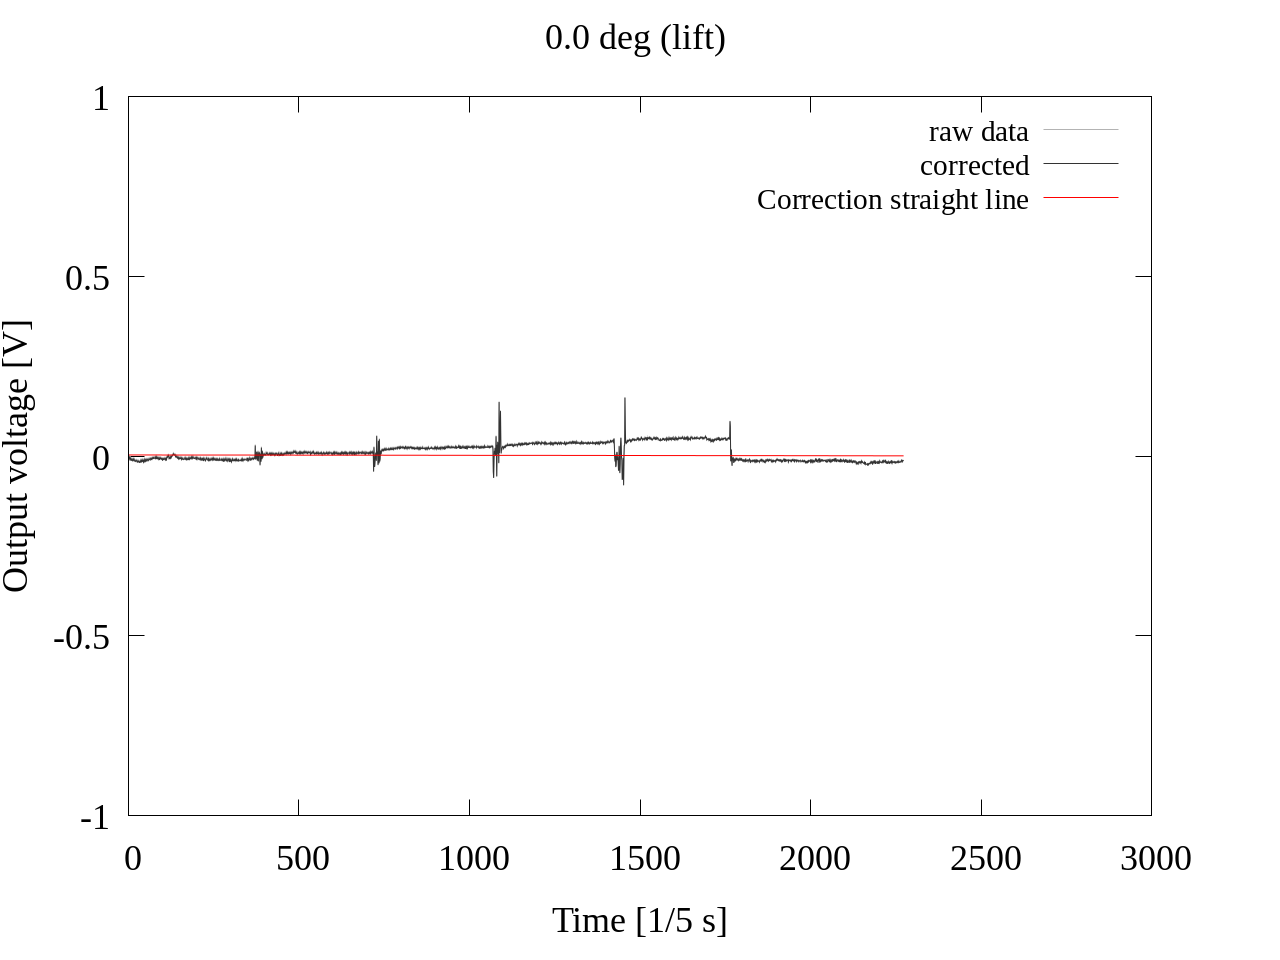 0.0 deg (lift)
1
0.5
0
-0.5
-1
Output voltage [V]
raw data
corrected
Correction straight line
0 500 1000 1500 2000 2500 3000
Time [1/5 s]